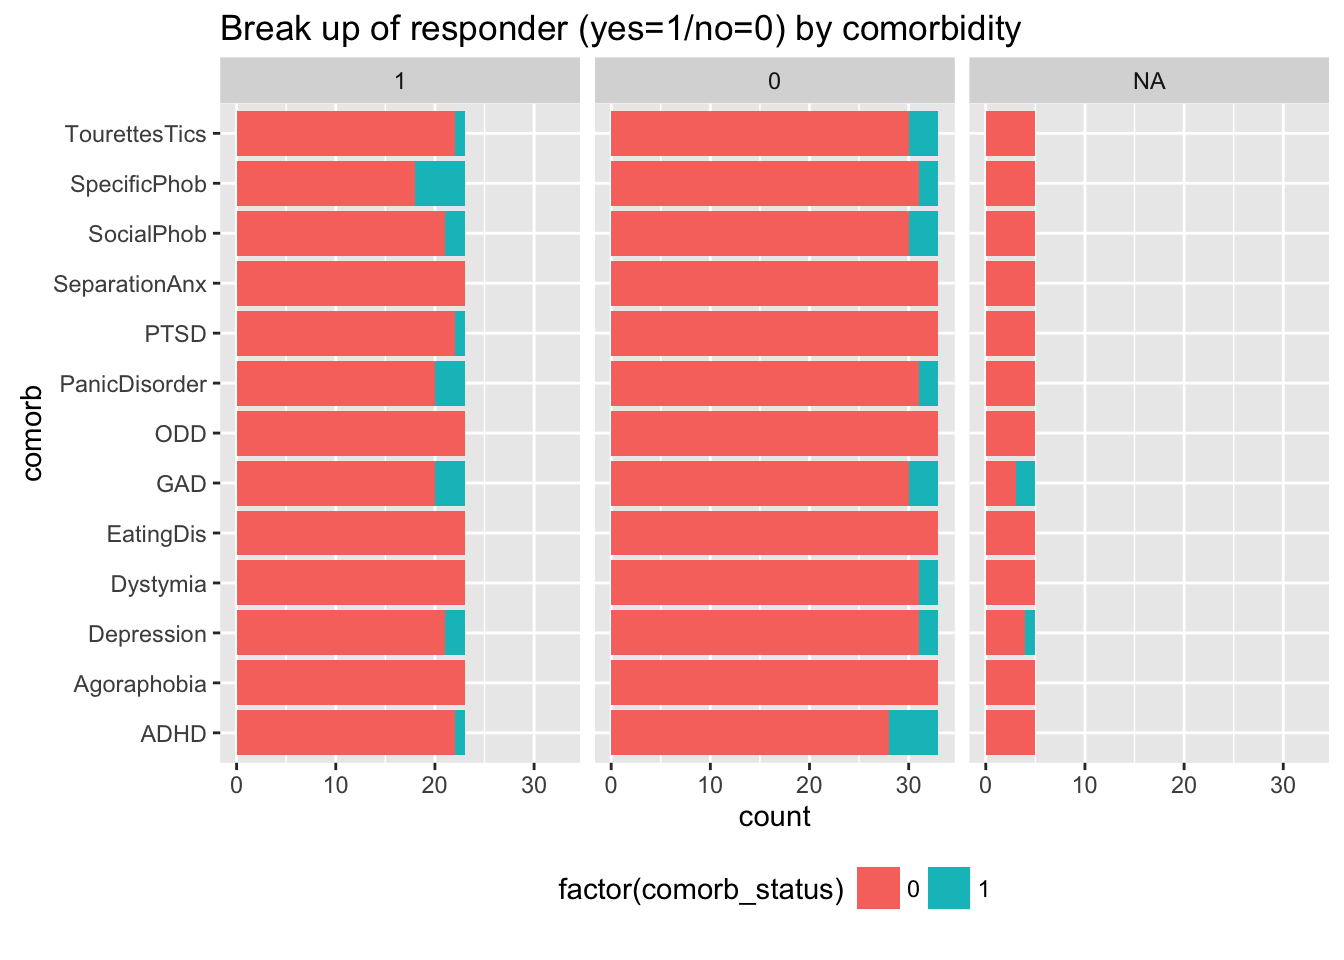 Break up of responder (yes=1/no=0) by comorbidity
1 0 NA
TourettesTics
SpecificPhob
SocialPhob
SeparationAnx
PTSD
PanicDisorder
ODD
GAD
EatingDis
Dystymia
Depression
Agoraphobia
ADHD
comorb
0 10 20 30 0 10 20 30 0 10 20 30
count
factor(comorb_status) 0 1